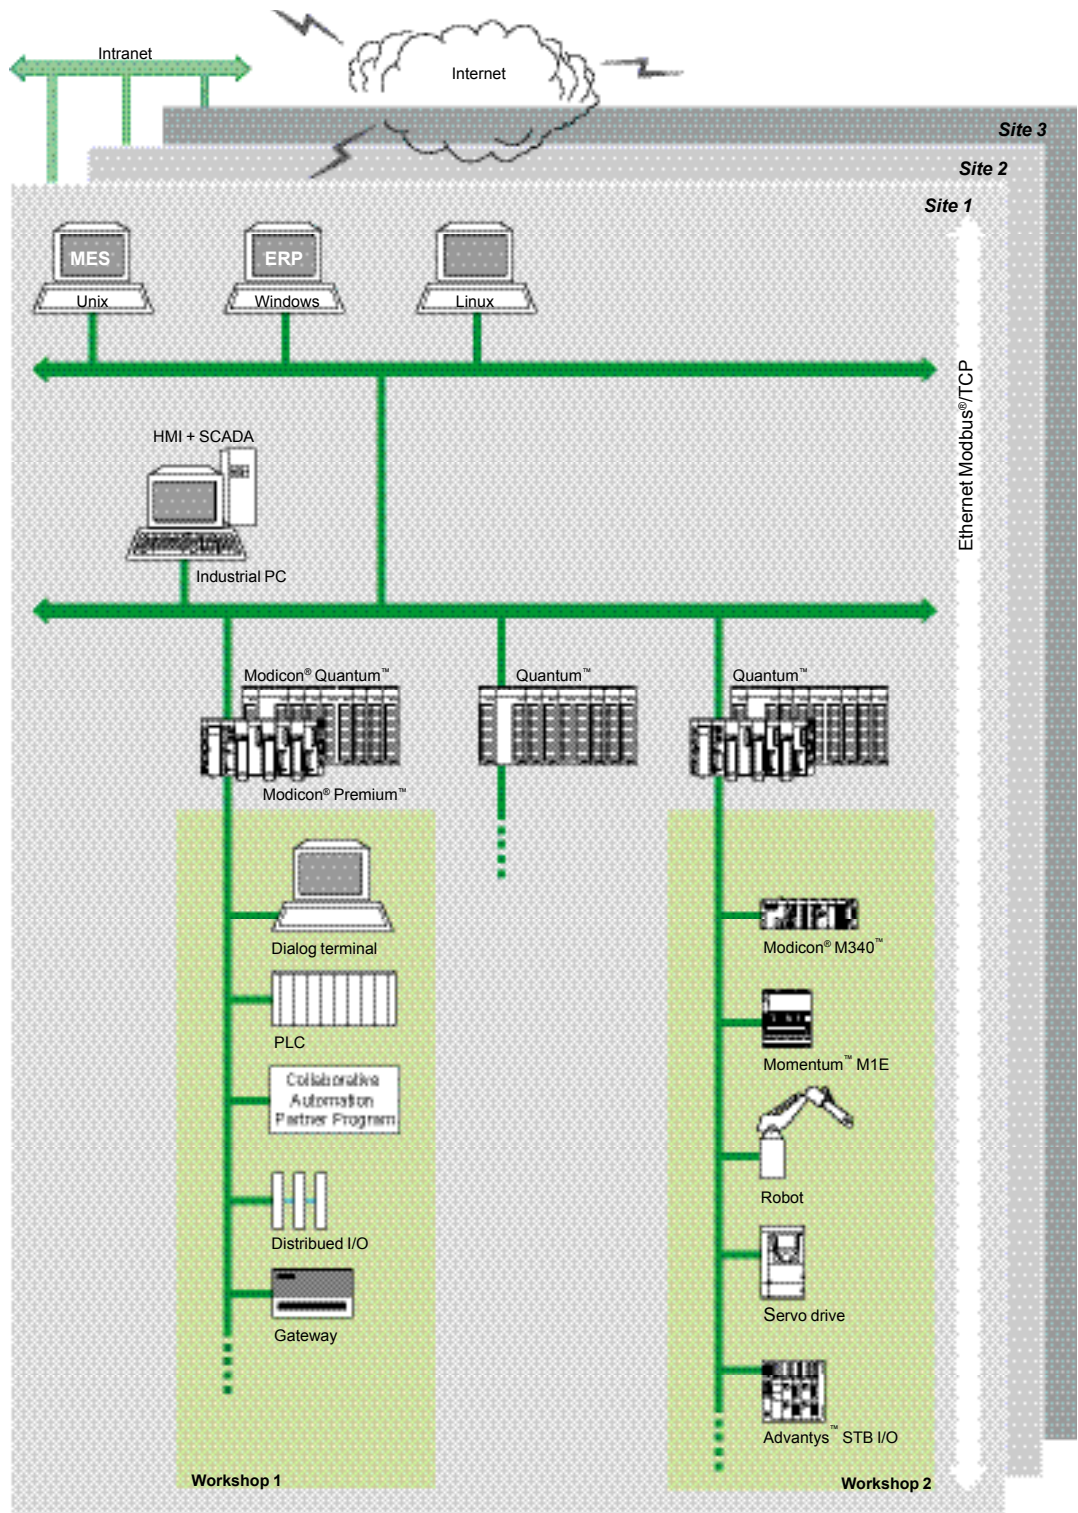 Intranet
Internet
Site 3
Site 2
Site 1
MES
ERP
Unix
Windows
Linux
Ethernet Modbus®/TCP
HMI + SCADA
Industrial PC
Modicon® Quantum™
Quantum™
Quantum™
Modicon® Premium™
Dialog terminal
Modicon® M340™
PLC
Momentum™ M1E
Collaborative
Automation
Partner Program
Robot
Distribued I/O
Servo drive
Gateway
Advantys™ STB I/O
Workshop 1
Workshop 2